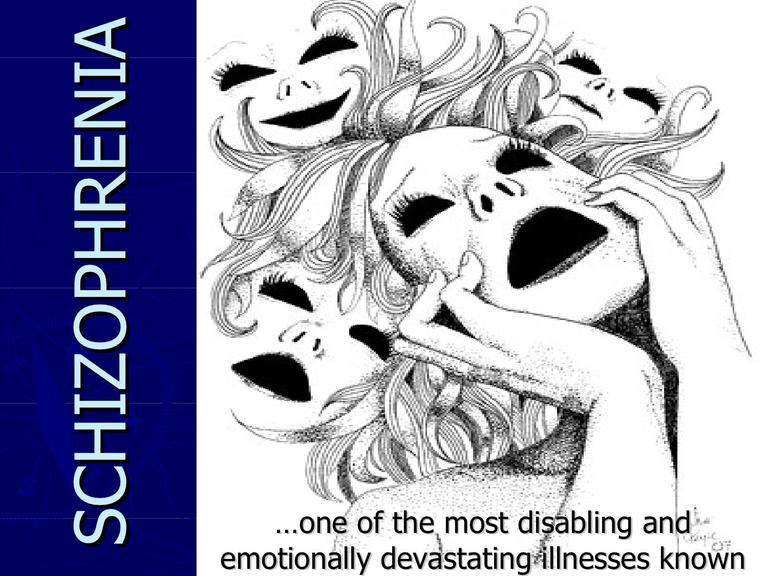 SCHIZOPHRENIA
...one of the most disabling and
emotionally devastating illnesses known